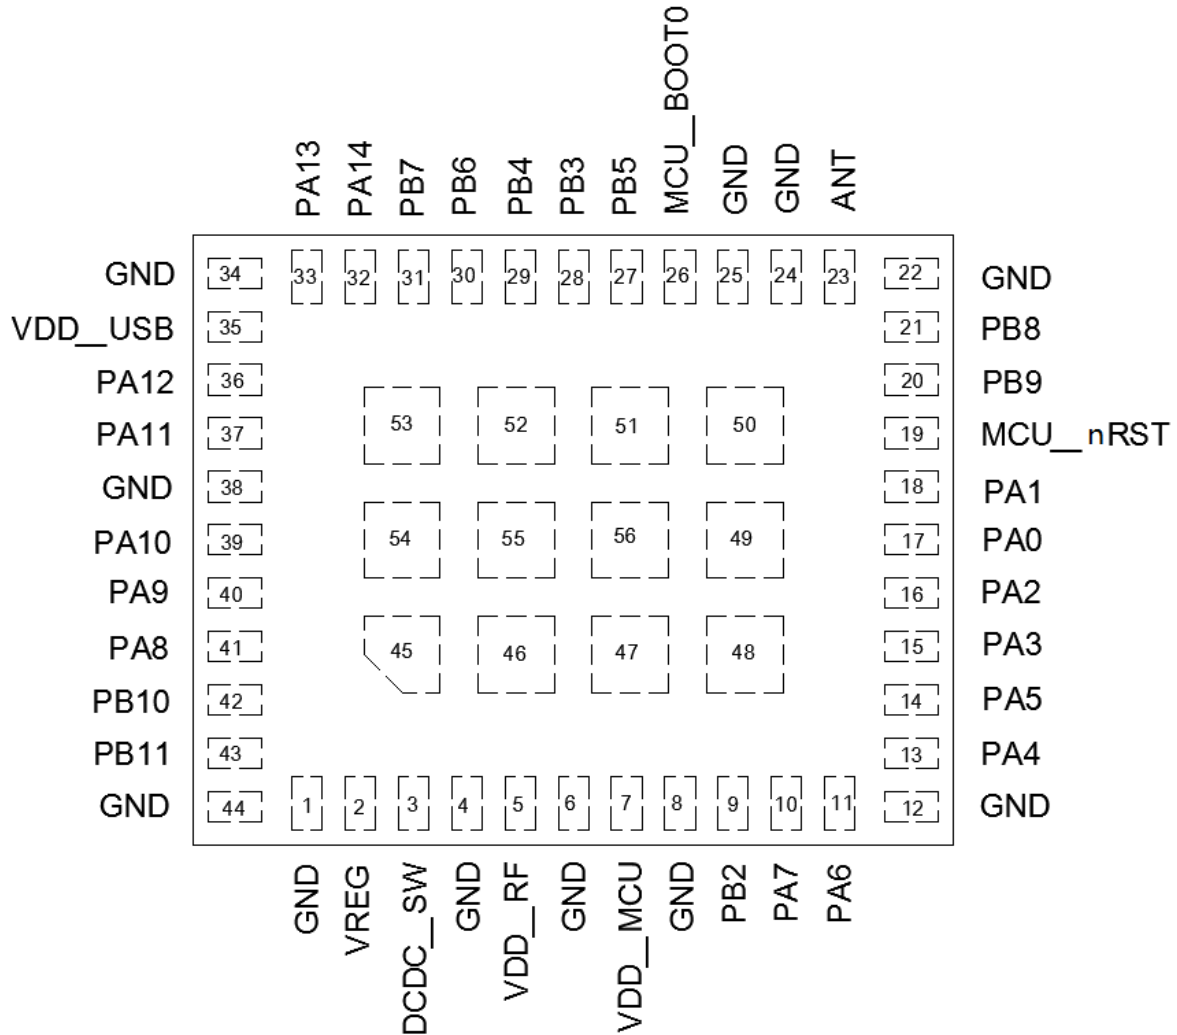 MCU__BOOT0
PA13 PA14 PB7 PB6 PB4 PB3 PB5 GND GND ANT
33 32 31 30 29 28 27 26 25 24 23
GND 34 22 GND
VDD__USB 35 21 PB8
PA12 36 20 PB9
PA11 37 53 52 51 50 19 MCU__nRST
GND 38 18 PA1
PA10 39 54 55 56 49 17 PA0
PA9 40 16 PA2
PA8 41 45 46 47 48 15 PA3
PB10 42 14 PA5
PB11 43 13 PA4
GND 44 1 2 3 4 5 6 7 8 9 10 11 12 GND
GND VREG DCDC__SW GND VDD__RF GND VDD__MCU GND PB2 PA7 PA6